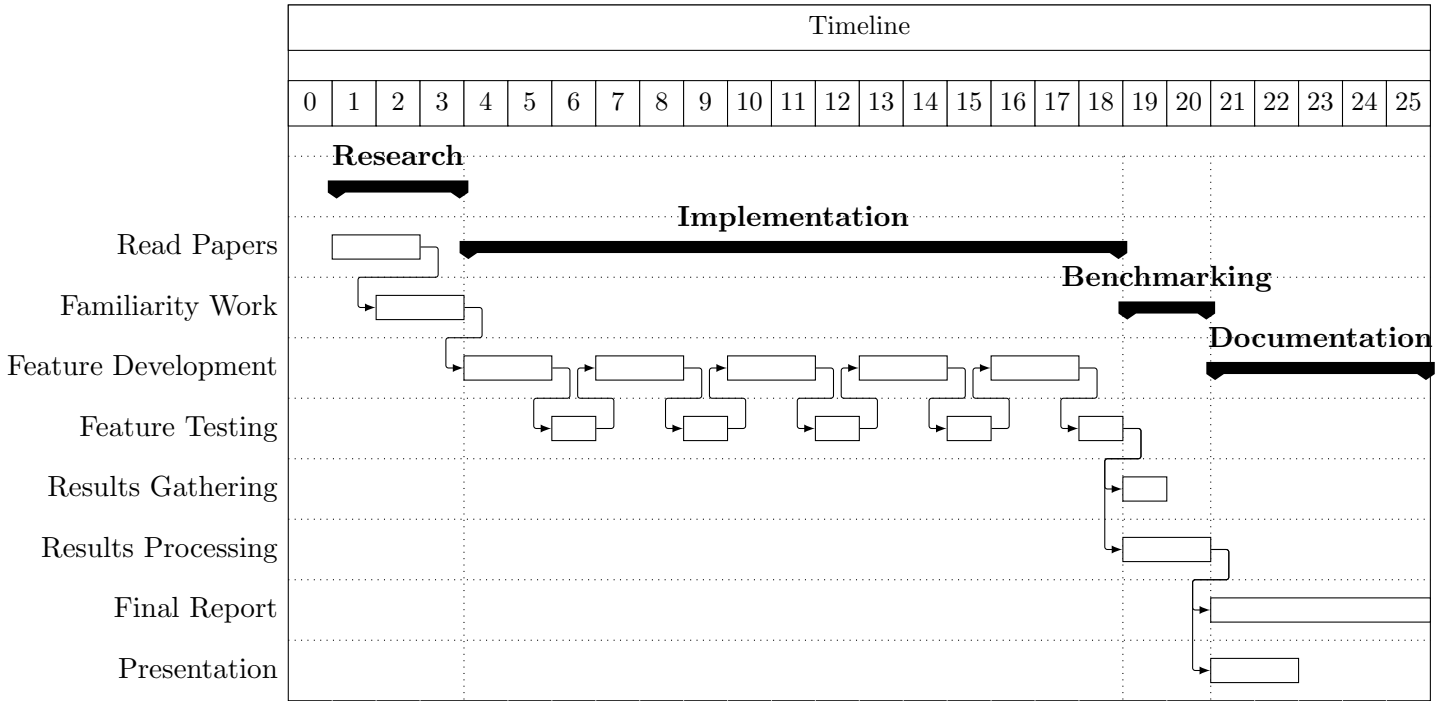 Timeline
0 1 2 3 4 5 6 7 8 9 10 11 12 13 14 15 16 17 18 19 20 21 22 23 24 25
Research
Implementation
Read Papers
Benchmarking
Familiarity Work
Documentation
Feature Development
Feature Testing
Results Gathering
Results Processing
Final Report
Presentation